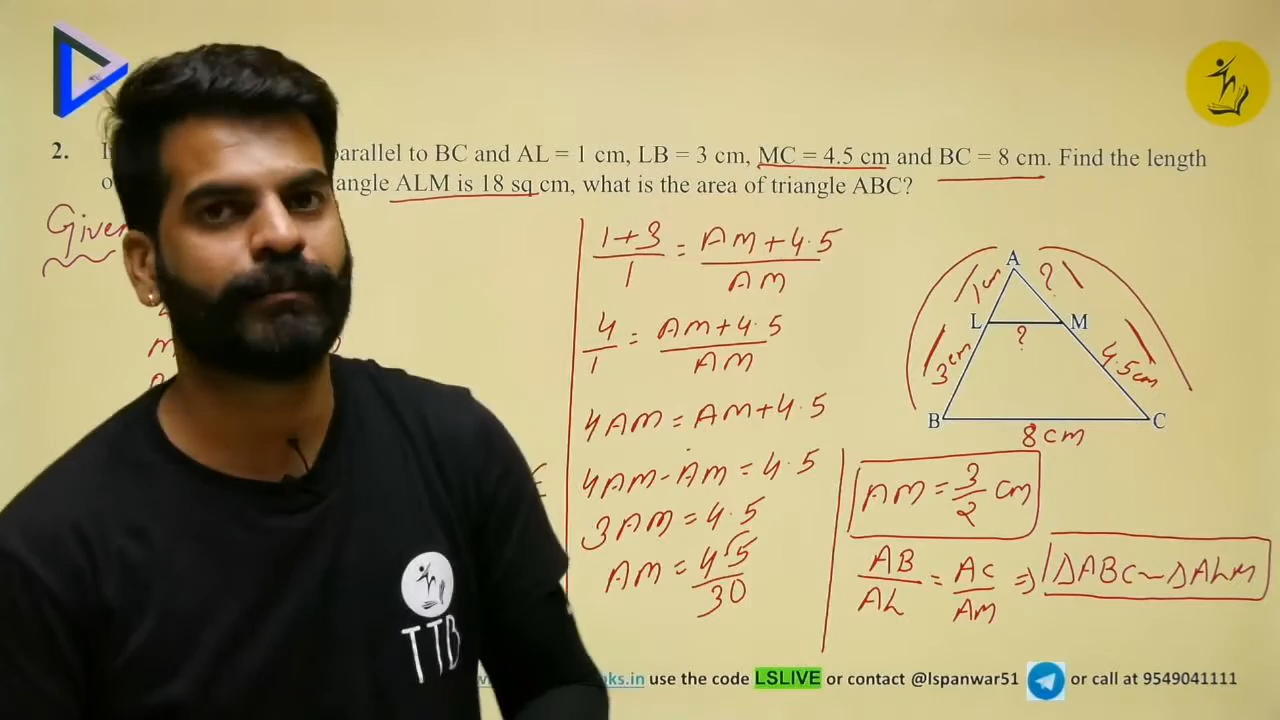 2. parallel to BC and AL = 1 cm, LB = 3 cm, MC = 4.5 cm and BC = 8 cm. Find the length
angle ALM is 18 sq cm, what is the area of triangle ABC?
Given
1+3/1 = AM+4.5/AM
4/1 = AM+4.5/AM
4AM = AM+4.5
4AM-AM = 4.5
3AM = 4.5
AM = 45/30
A
1cm ?
L ? M
3cm 4.5cm
B C
8cm
AM = 3/2 cm
AB/AL = AC/AM ⇒ ΔABC~ΔALM
TTB
ks.in use the code LSLIVE or contact @lspanwar51 or call at 9549041111